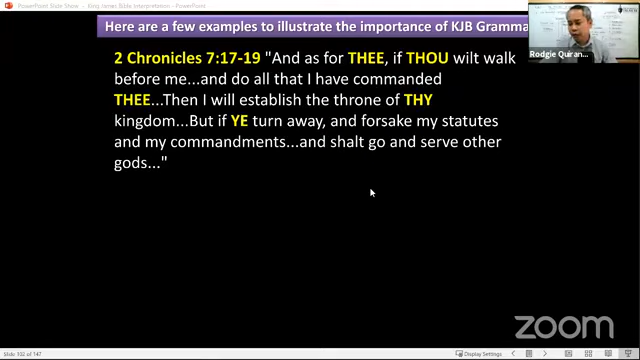 PowerPoint Slide Show - King James Bible Interpretation - PowerPoint
Here are a few examples to illustrate the importance of KJB Gramma
Rodgie Quiran...
2 Chronicles 7:17-19 "And as for THEE, if THOU wilt walk
before me...and do all that I have commanded
THEE...Then I will establish the throne of THY
kingdom...But if YE turn away, and forsake my statutes
and my commandments...and shalt go and serve other
gods..."
zoom
Slide 102 of 147
Display Settings